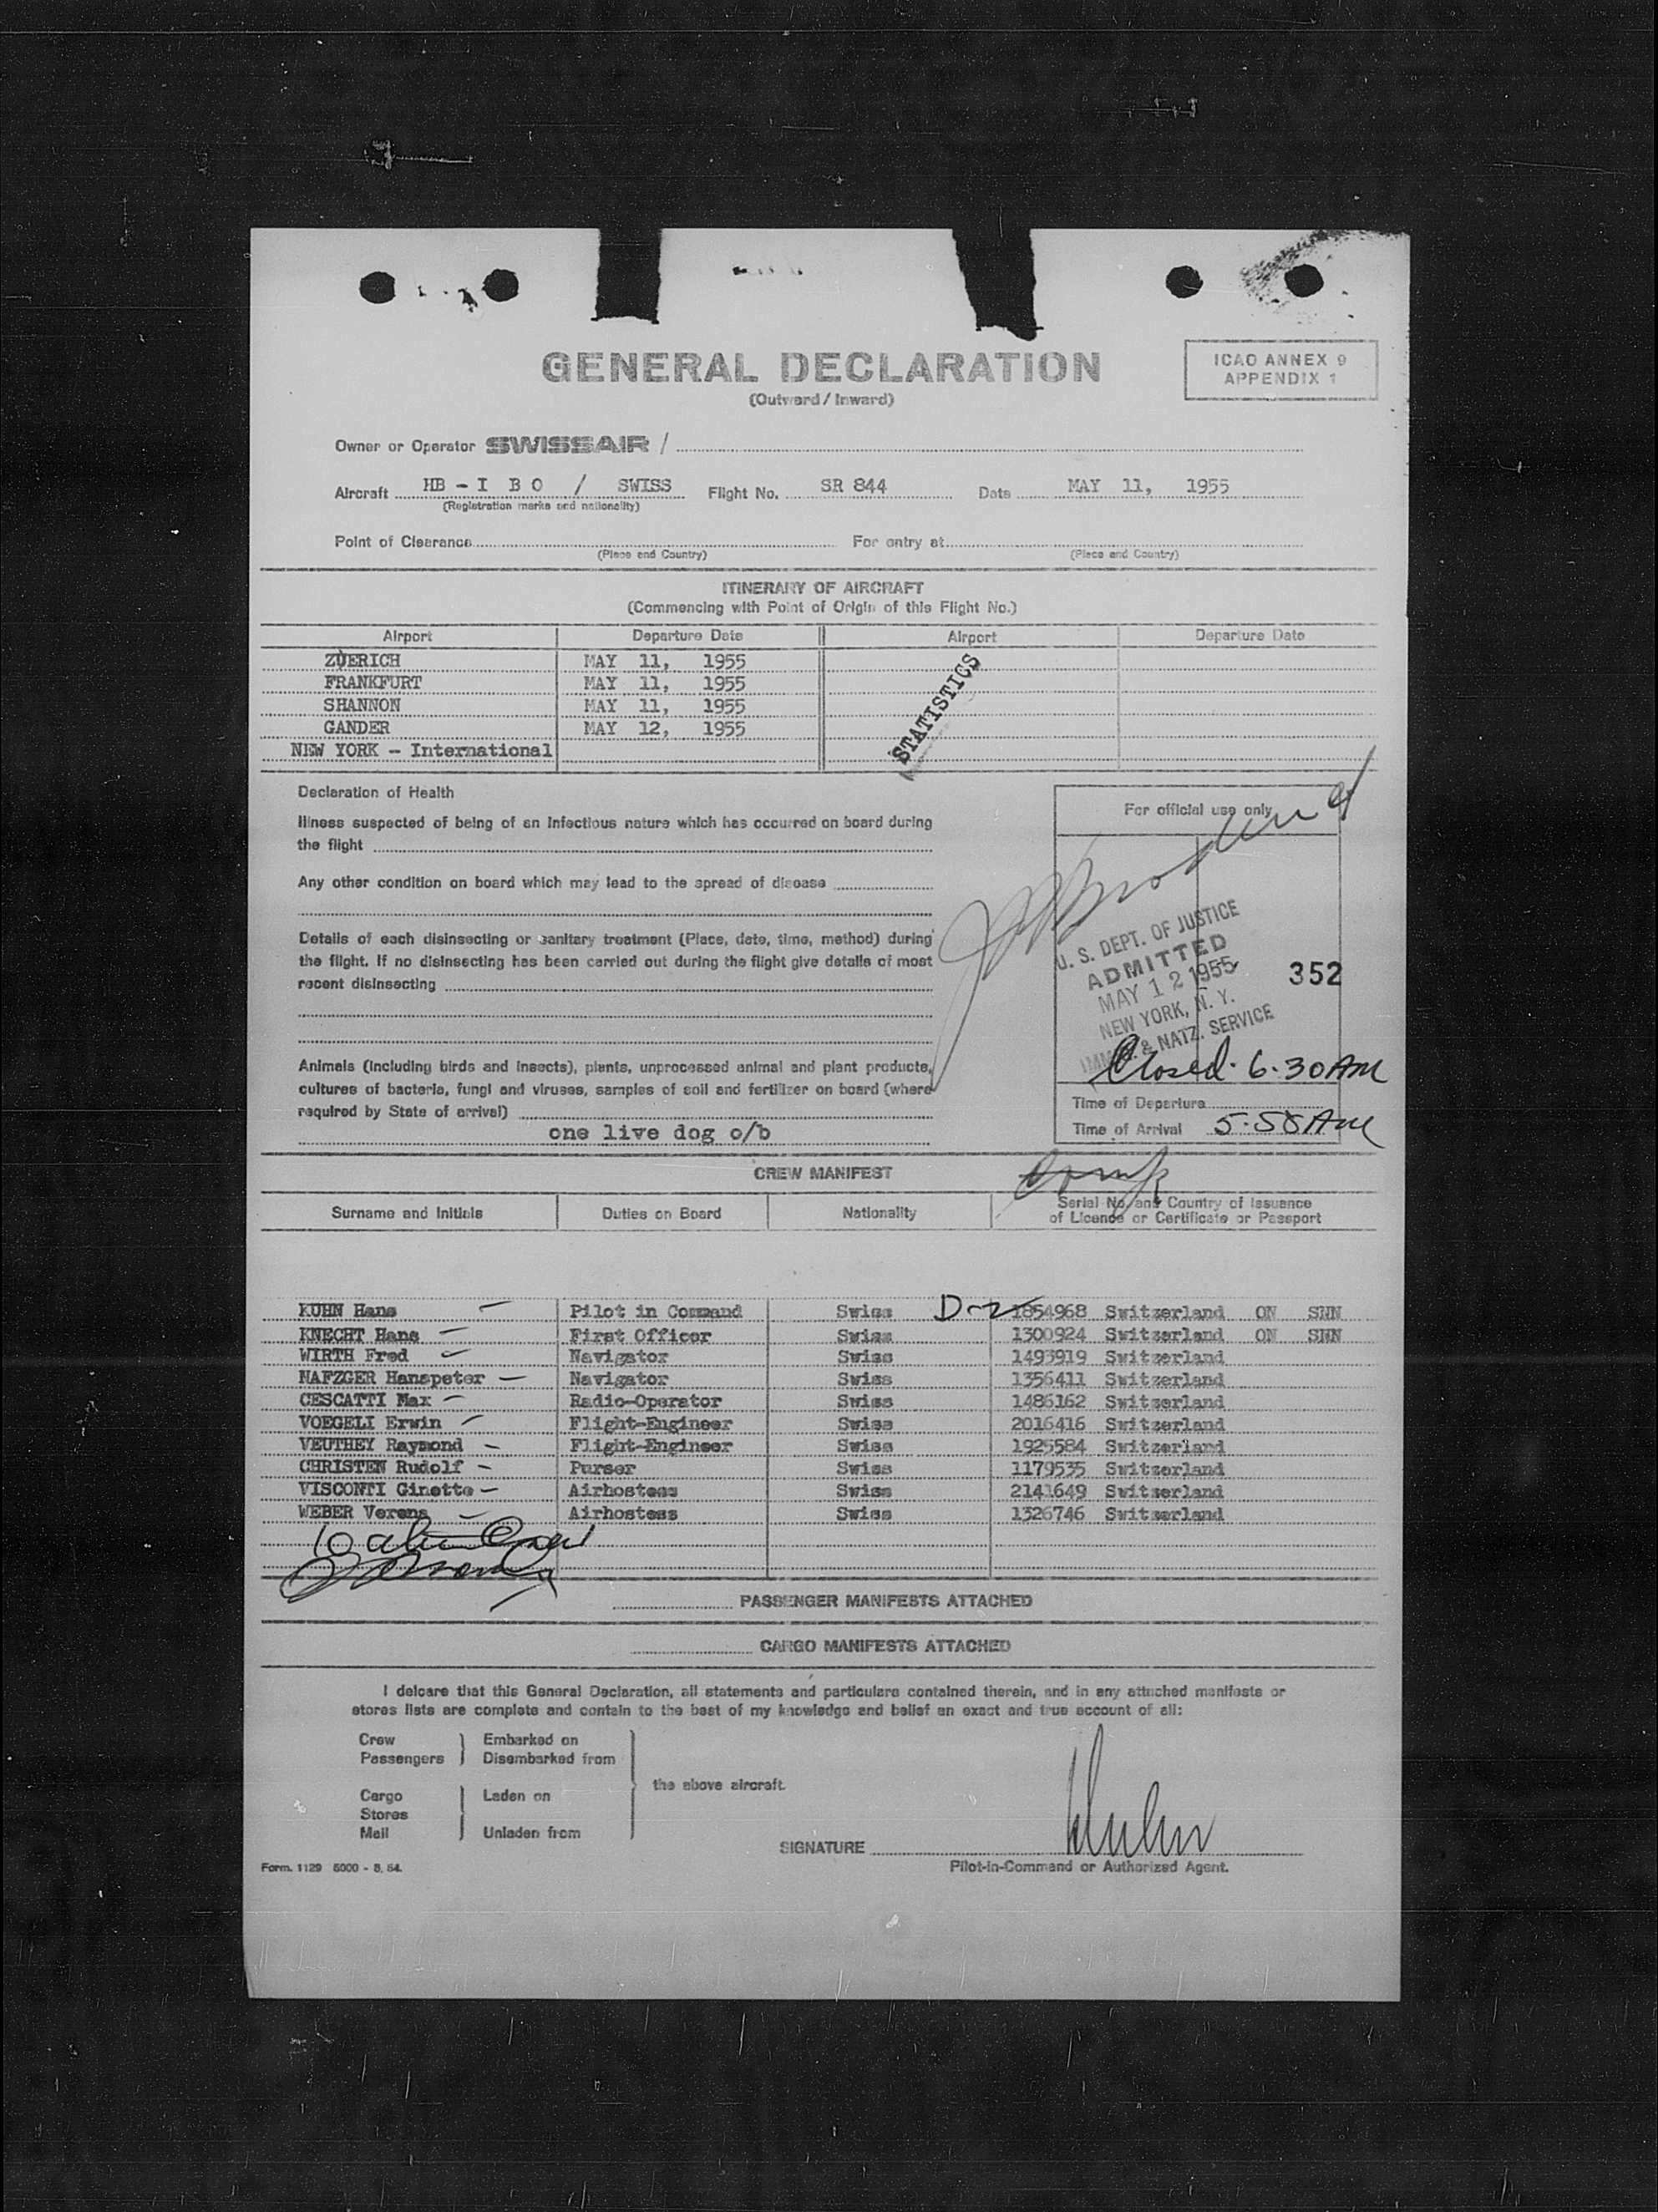 GENERAL DECLARATION
(Outward / Inward)
ICAO ANNEX 9
APPENDIX 1
Owner or Operator SWISSAIR /
Aircraft HB - I B O / SWISS Flight No. SR 844 Date MAY 11, 1955
(Registration marks and nationality)
Point of Clearance For entry at
(Place and Country) (Place and Country)
ITINERARY OF AIRCRAFT
(Commencing with Point of Origin of this Flight No.)
Airport Departure Date Airport Departure Date
ZUERICH MAY 11, 1955
FRANKFURT MAY 11, 1955
SHANNON MAY 11, 1955
GANDER MAY 12, 1955
NEW YORK - International
STATISTICS
Declaration of Health
Illness suspected of being of an infectious nature which has occurred on board during
the flight
Any other condition on board which may lead to the spread of disease
Details of each disinsecting or sanitary treatment (Place, date, time, method) during
the flight. If no disinsecting has been carried out during the flight give details of most
recent disinsecting
Animals (including birds and insects), plants, unprocessed animal and plant products,
cultures of bacteria, fungi and viruses, samples of soil and fertilizer on board (where
required by State of arrival)
one live dog o/b
For official use only
U. S. DEPT. OF JUSTICE
ADMITTED
MAY 12 1955
352
NEW YORK, N. Y.
IMM. & NATZ. SERVICE
Closed. 6.30 AM
Time of Departure
Time of Arrival 5.58 AM
CREW MANIFEST
Surname and Initials Duties on Board Nationality Serial No. and Country of Issuance
of Licence or Certificate or Passport
KUHN Hans Pilot in Command Swiss 1854968 Switzerland ON SNN
KNECHT Hans First Officer Swiss 1300924 Switzerland ON SNN
WIRTH Fred Navigator Swiss 1493919 Switzerland
NAFZGER Hanspeter Navigator Swiss 1356411 Switzerland
CESCATTI Max Radio-Operator Swiss 1486162 Switzerland
VOEGELI Erwin Flight-Engineer Swiss 2016416 Switzerland
VEUTHEY Raymond Flight-Engineer Swiss 1925584 Switzerland
CHRISTEN Rudolf Purser Swiss 1179535 Switzerland
VISCONTI Ginette Airhostess Swiss 2141649 Switzerland
WEBER Verena Airhostess Swiss 1326746 Switzerland
10 alien Crew
PASSENGER MANIFESTS ATTACHED
CARGO MANIFESTS ATTACHED
I delcare that this General Declaration, all statements and particulars contained therein, and in any attached manifests or
stores lists are complete and contain to the best of my knowledge and belief an exact and true account of all:
Crew Embarked on
Passengers Disembarked from
the above aircraft.
Cargo Laden on
Stores
Mail Unladen from
SIGNATURE Kuhn
Pilot-in-Command or Authorized Agent.
Form. 1129 5000 - 8. 54.